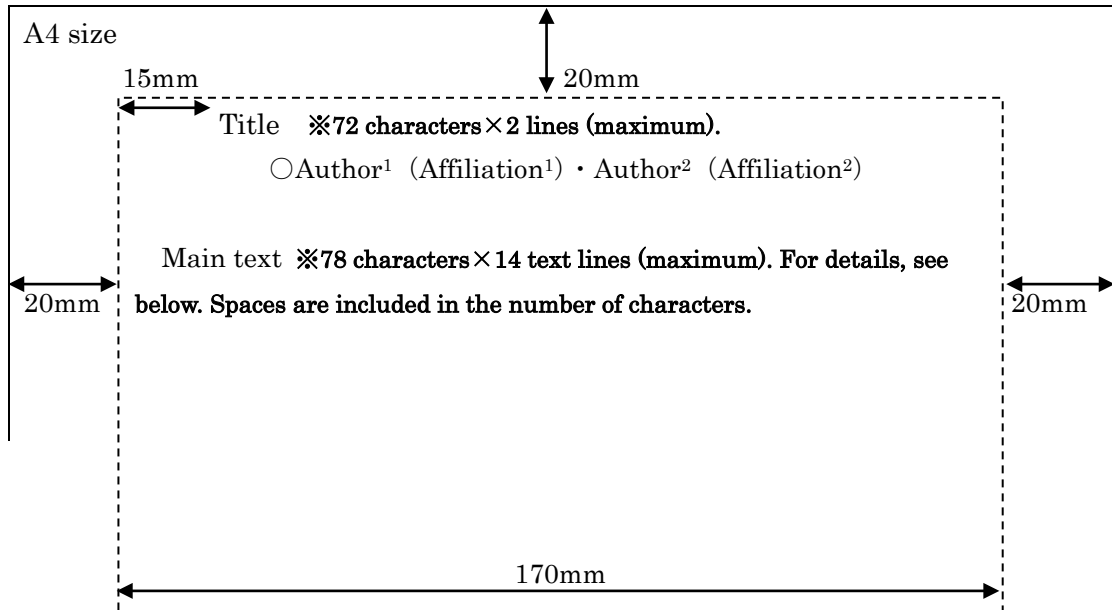 A4 size
15mm
20mm
Title ※72 characters×2 lines (maximum).
○Author¹ (Affiliation¹)・Author² (Affiliation²)
Main text ※78 characters×14 text lines (maximum). For details, see
20mm
below. Spaces are included in the number of characters.
20mm
170mm